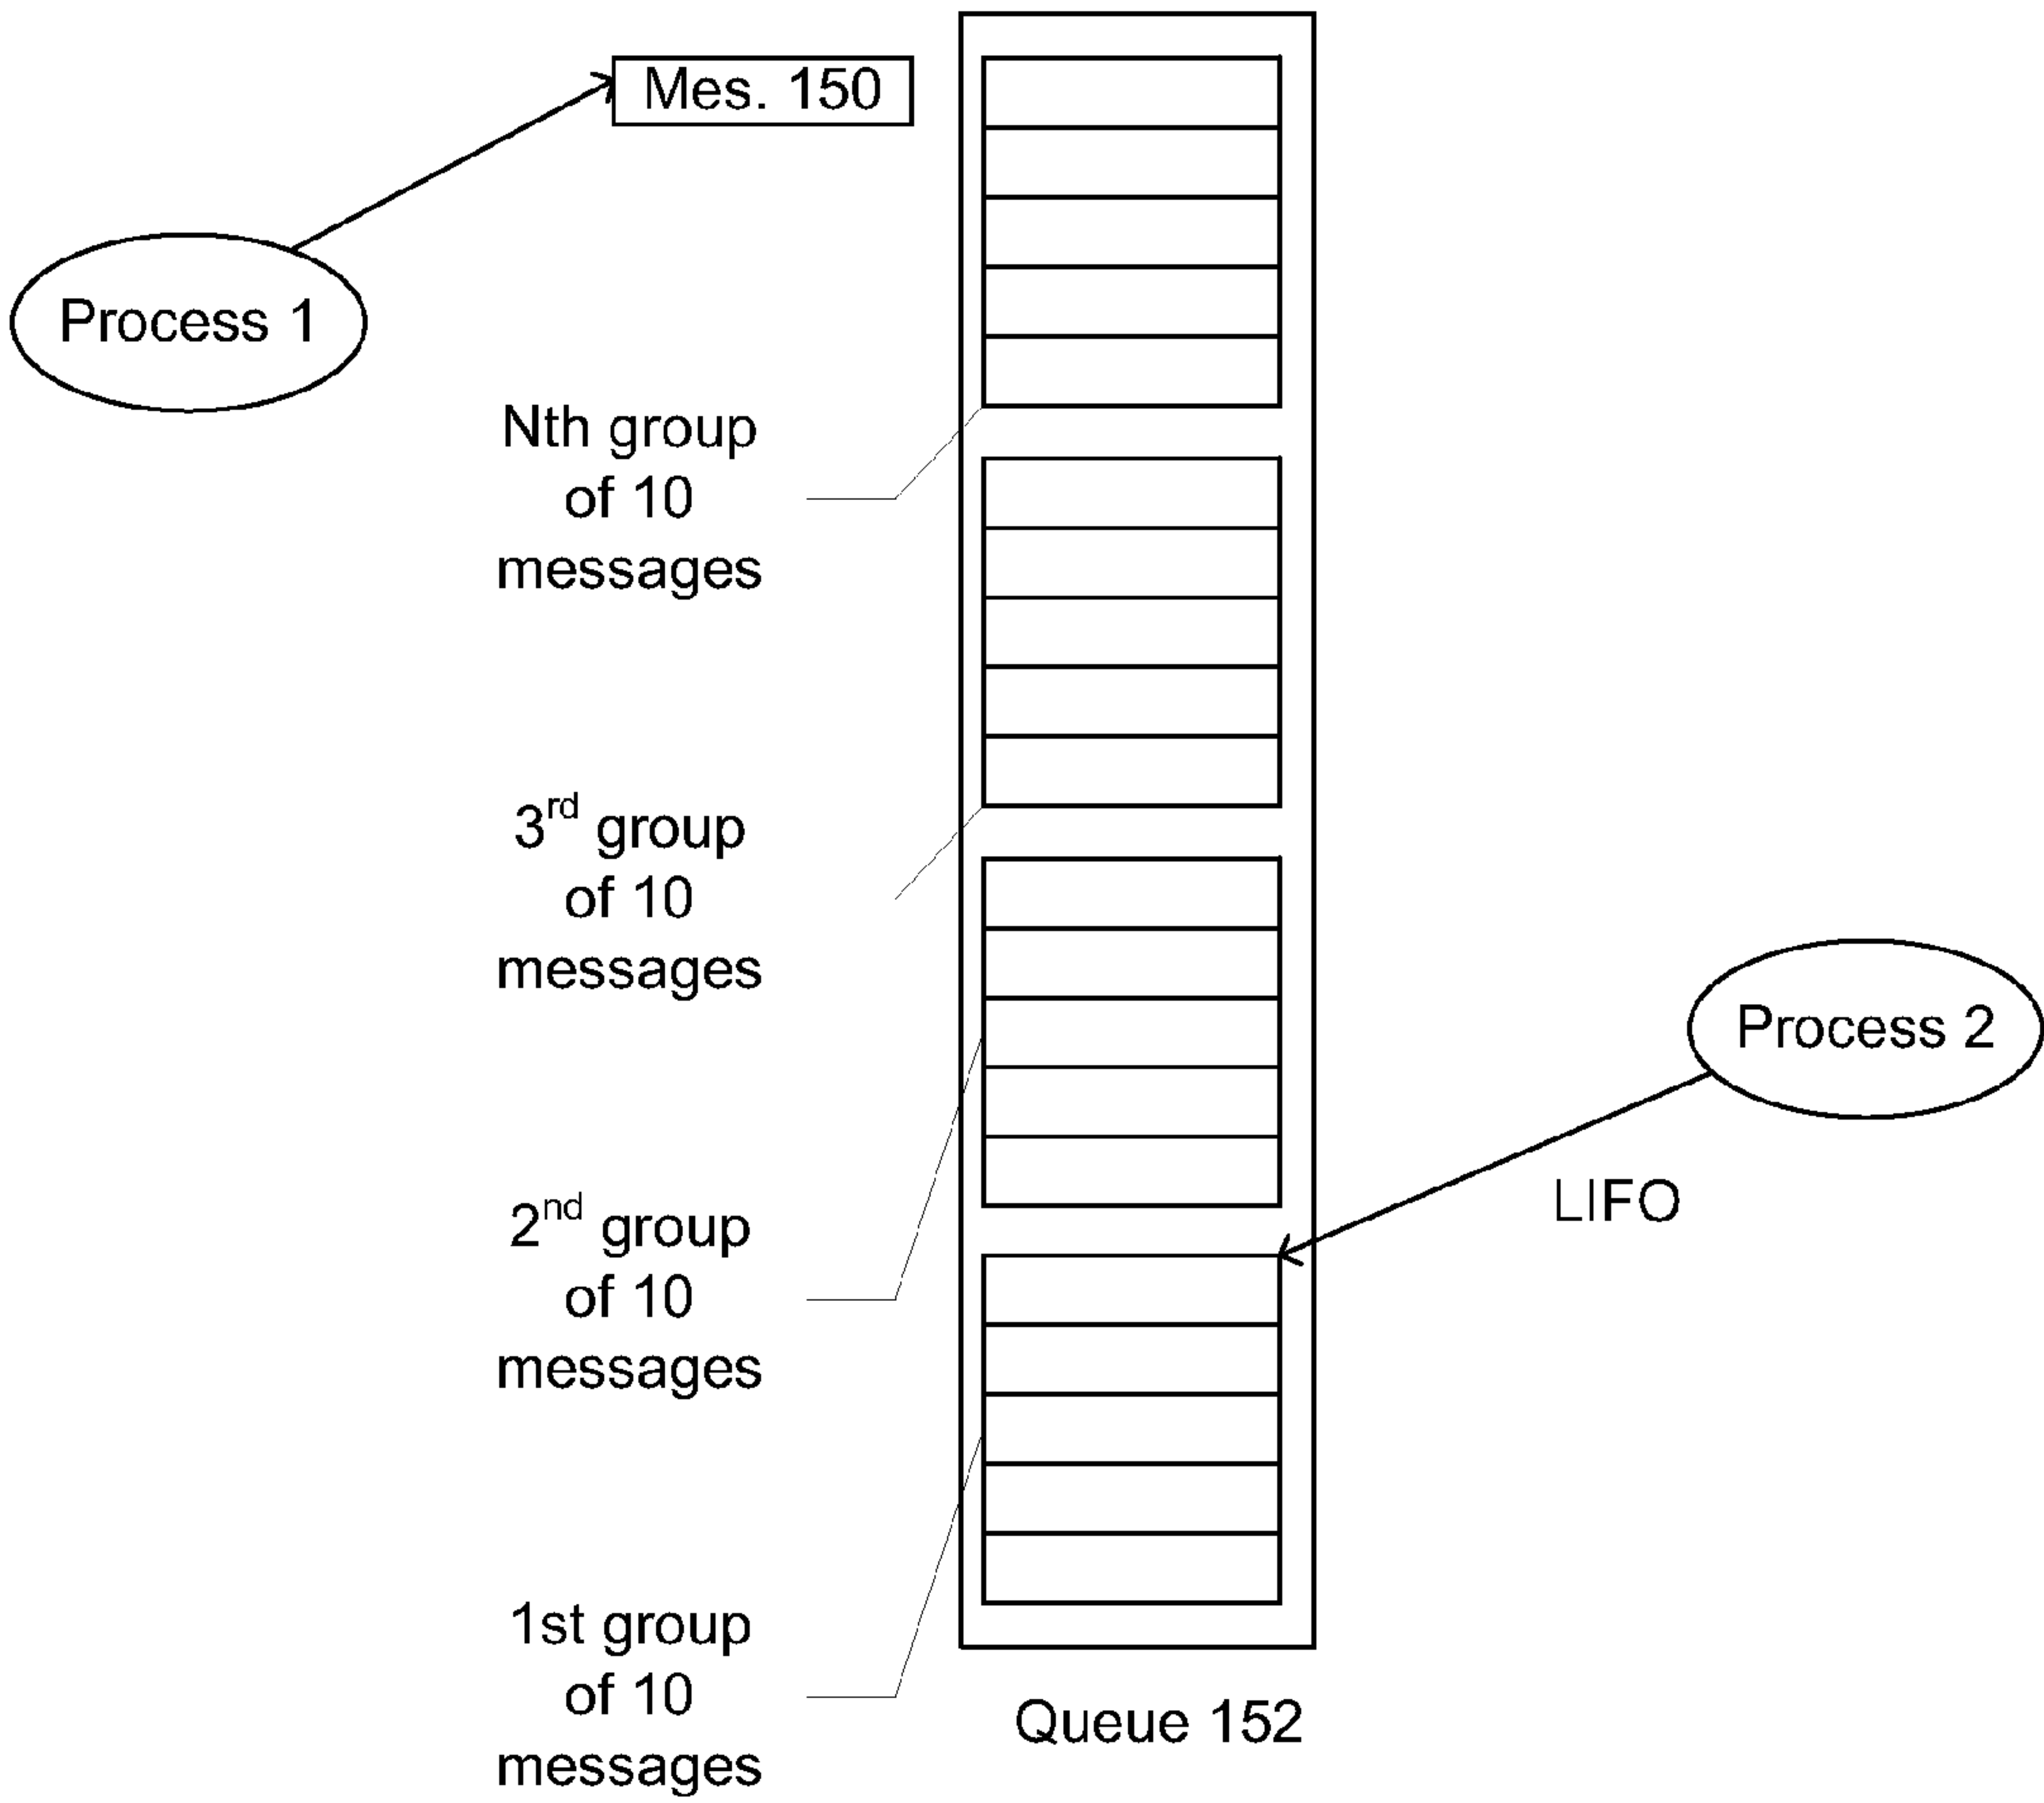 Mes. 150
Process 1
Nth group
of 10
messages
3rd group
of 10
messages
Process 2
LIFO
2nd group
of 10
messages
1st group
of 10
messages
Queue 152